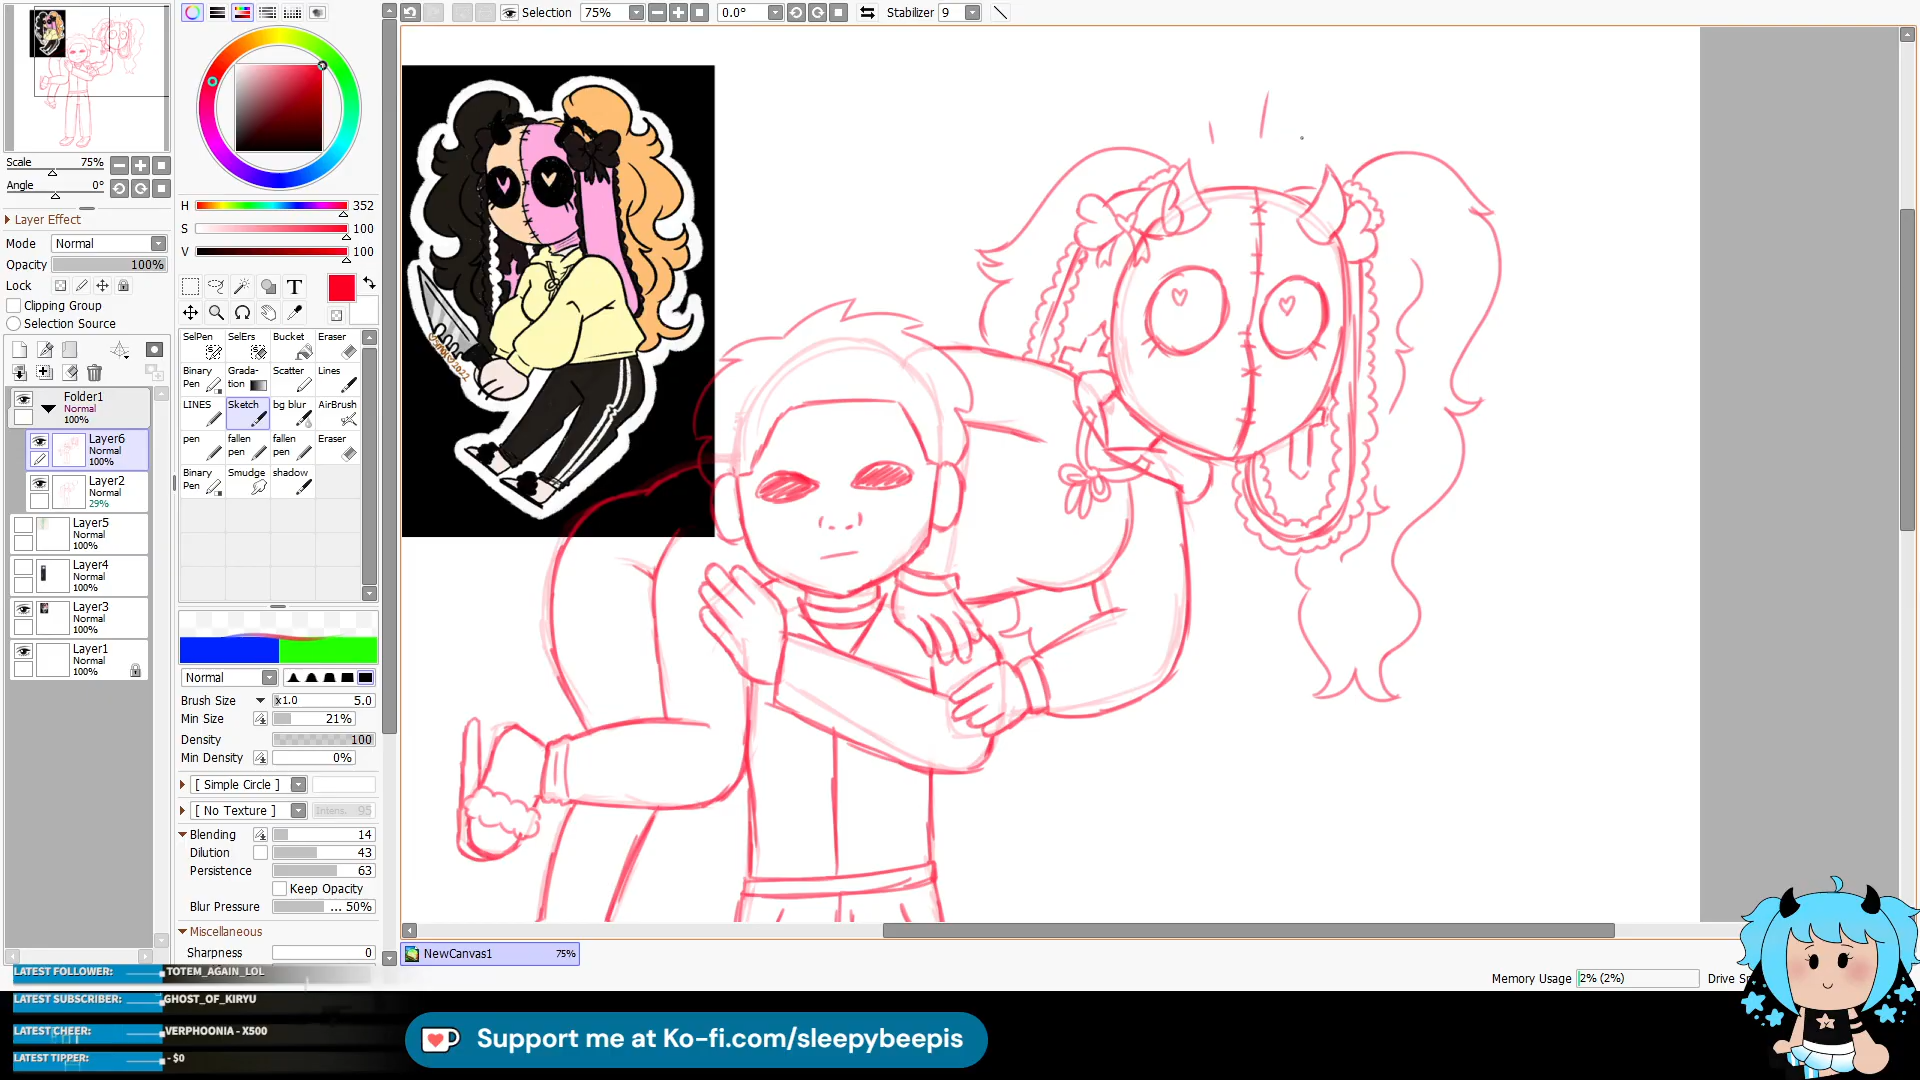 Selection 75% 0.0° Stabilizer 9
Scale 75%
Angle 0°
Layer Effect
Mode Normal
Opacity 100%
Lock
Clipping Group
Selection Source
Folder1
Normal
100%
Layer6
Normal
100%
Layer2
Normal
29%
Layer5
Normal
100%
Layer4
Normal
100%
Layer3
Normal
100%
Layer1
Normal
100%
H 352
S 100
V 100
T
SelPen SelErs Bucket Eraser
Binary Pen Grada-tion Scatter Lines
LINES Sketch bg blur AirBrush
pen fallen pen fallen pen Eraser
Binary Pen Smudge shadow
Normal
Brush Size x1.0 5.0
Min Size 21%
Density 100
Min Density 0%
[ Simple Circle ]
[ No Texture ] Intens. 95
Blending 14
Dilution 43
Persistence 63
Keep Opacity
Blur Pressure ... 50%
Miscellaneous
Sharpness 0
2022
NewCanvas1 75%
Memory Usage 2% (2%)
LATEST FOLLOWER: TOTEM_AGAIN_LOL
LATEST SUBSCRIBER: GHOST_OF_KIRYU
LATEST CHEER: VERPHOONIA - X500
LATEST TIPPER: - $0
Support me at Ko-fi.com/sleepybeepis